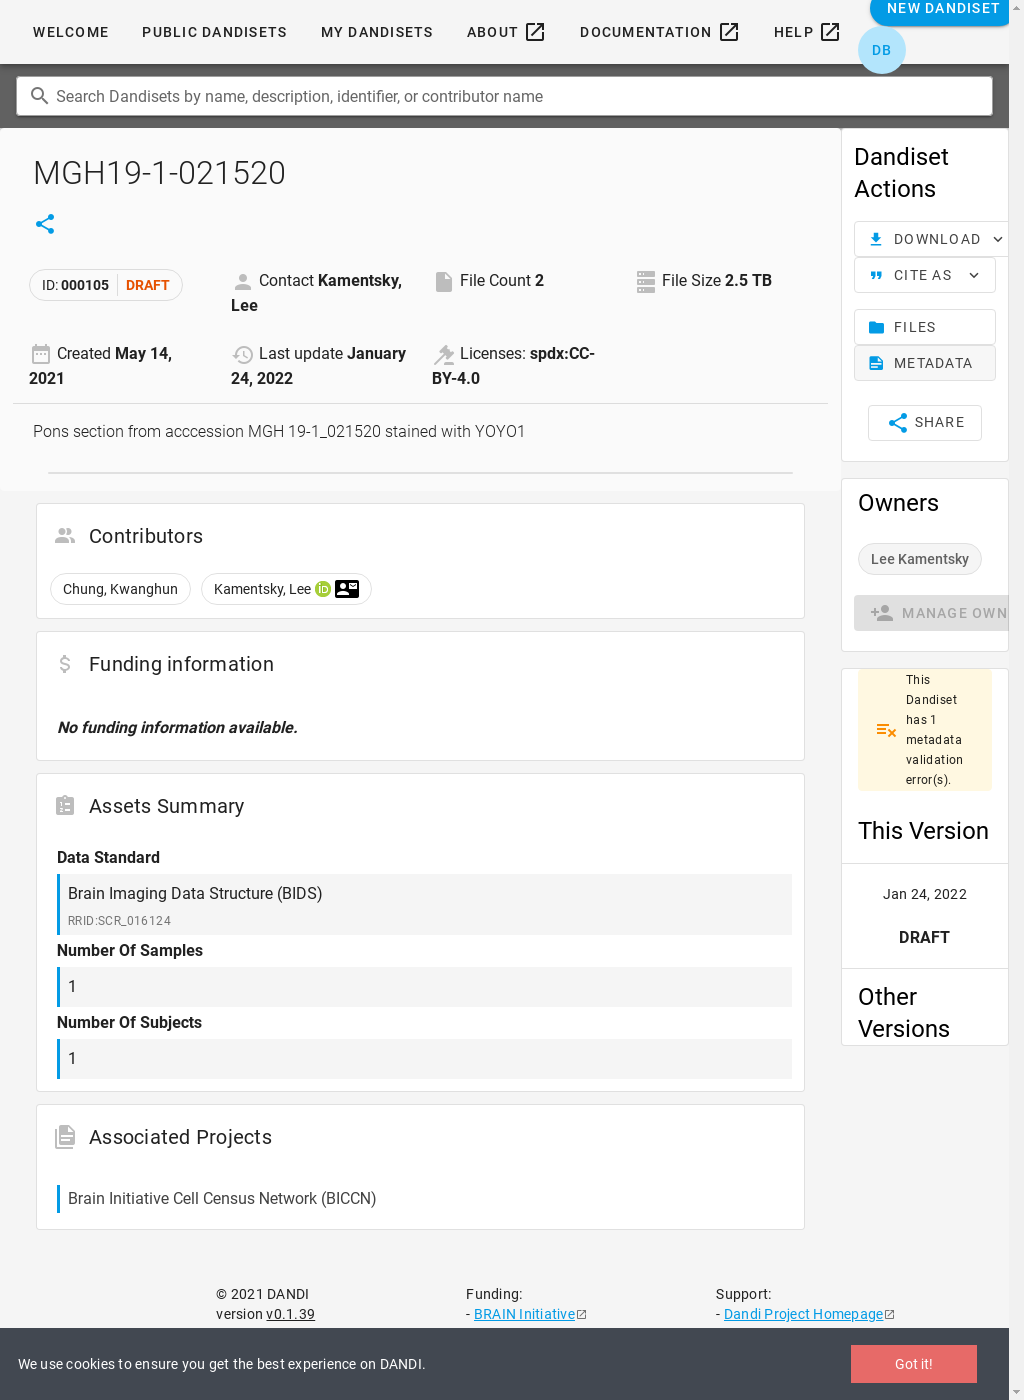 WELCOME PUBLIC DANDISETS MY DANDISETS ABOUT DOCUMENTATION HELP NEW DANDISET
DB
Search Dandisets by name, description, identifier, or contributor name
MGH19-1-021520
ID: 000105 DRAFT
Contact Kamentsky,
Lee
File Count 2
File Size 2.5 TB
Created May 14,
2021
Last update January
24, 2022
Licenses: spdx:CC-
BY-4.0
Pons section from acccession MGH 19-1_021520 stained with YOYO1
Contributors
Chung, Kwanghun Kamentsky, Lee iD
Funding information
No funding information available.
Assets Summary
Data Standard
Brain Imaging Data Structure (BIDS)
RRID:SCR_016124
Number Of Samples
1
Number Of Subjects
1
Associated Projects
Brain Initiative Cell Census Network (BICCN)
Dandiset
Actions
DOWNLOAD
CITE AS
FILES
METADATA
SHARE
Owners
Lee Kamentsky
MANAGE OWN
This
Dandiset
has 1
metadata
validation
error(s).
This Version
Jan 24, 2022
DRAFT
Other
Versions
© 2021 DANDI
version v0.1.39
Funding:
- BRAIN Initiative
Support:
- Dandi Project Homepage
We use cookies to ensure you get the best experience on DANDI.
Got it!